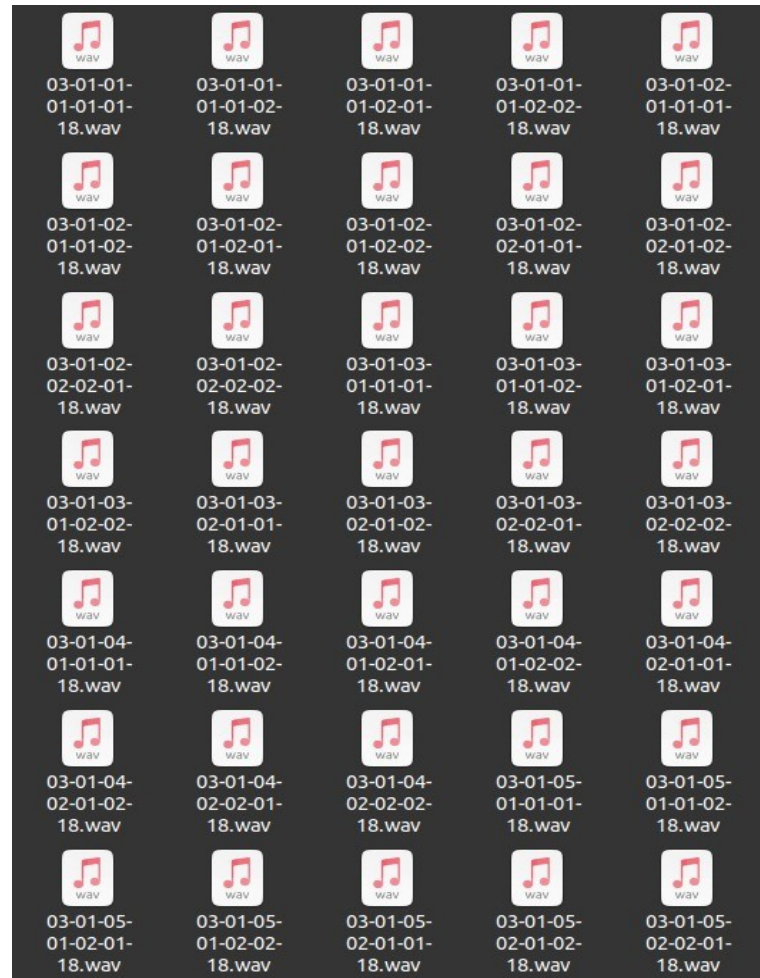 wav wav wav wav wav
03-01-01- 03-01-01- 03-01-01- 03-01-01- 03-01-02-
01-01-01- 01-01-02- 01-02-01- 01-02-02- 01-01-01-
18.wav 18.wav 18.wav 18.wav 18.wav
wav wav wav wav wav
03-01-02- 03-01-02- 03-01-02- 03-01-02- 03-01-02-
01-01-02- 01-02-01- 01-02-02- 02-01-01- 02-01-02-
18.wav 18.wav 18.wav 18.wav 18.wav
wav wav wav wav wav
03-01-02- 03-01-02- 03-01-03- 03-01-03- 03-01-03-
02-02-01- 02-02-02- 01-01-01- 01-01-02- 01-02-01-
18.wav 18.wav 18.wav 18.wav 18.wav
wav wav wav wav wav
03-01-03- 03-01-03- 03-01-03- 03-01-03- 03-01-03-
01-02-02- 02-01-01- 02-01-02- 02-02-01- 02-02-02-
18.wav 18.wav 18.wav 18.wav 18.wav
wav wav wav wav wav
03-01-04- 03-01-04- 03-01-04- 03-01-04- 03-01-04-
01-01-01- 01-01-02- 01-02-01- 01-02-02- 02-01-01-
18.wav 18.wav 18.wav 18.wav 18.wav
wav wav wav wav wav
03-01-04- 03-01-04- 03-01-04- 03-01-05- 03-01-05-
02-01-02- 02-02-01- 02-02-02- 01-01-01- 01-01-02-
18.wav 18.wav 18.wav 18.wav 18.wav
wav wav wav wav wav
03-01-05- 03-01-05- 03-01-05- 03-01-05- 03-01-05-
01-02-01- 01-02-02- 02-01-01- 02-01-02- 02-02-01-
18.wav 18.wav 18.wav 18.wav 18.wav